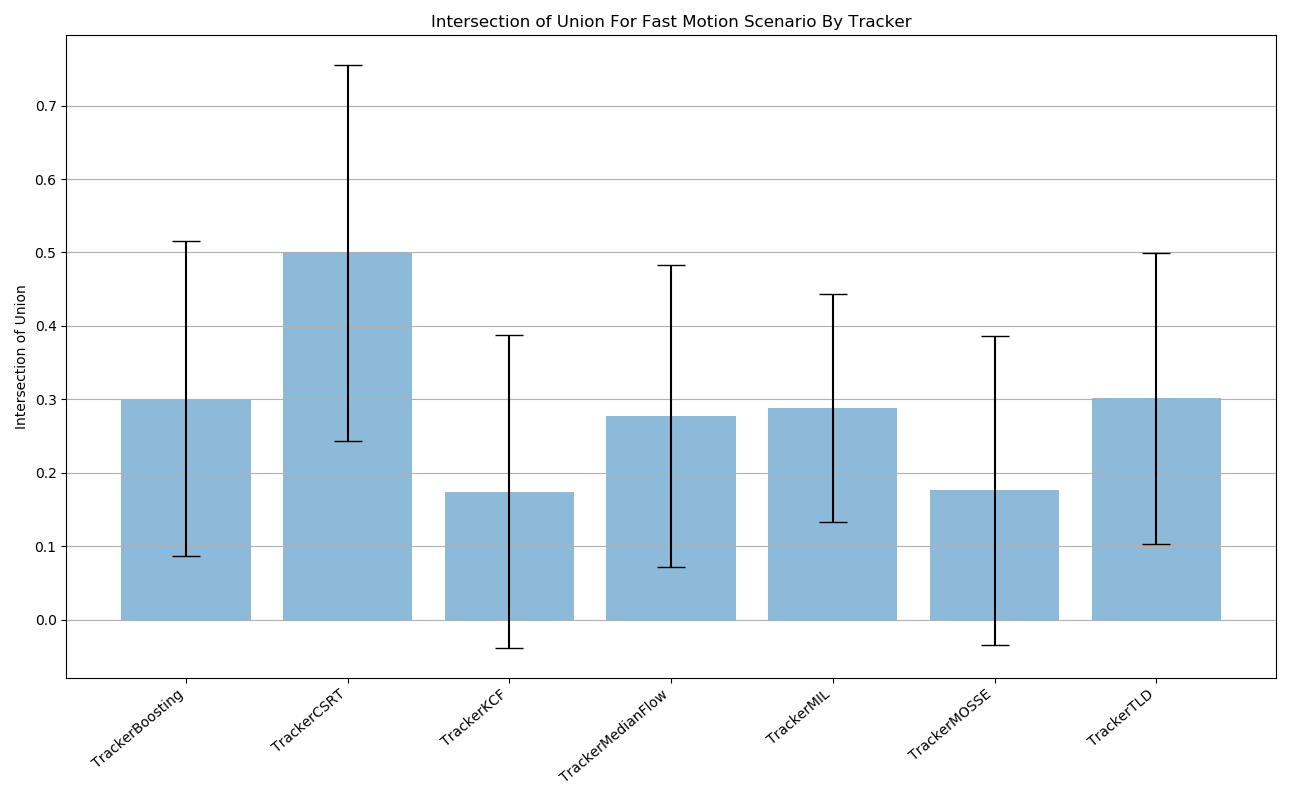 Intersection of Union For Fast Motion Scenario By Tracker
Intersection of Union
0.7
0.6
0.5
0.4
0.3
0.2
0.1
0.0
TrackerBoosting
TrackerCSRT
TrackerKCF
TrackerMedianFlow
TrackerMIL
TrackerMOSSE
TrackerTLD